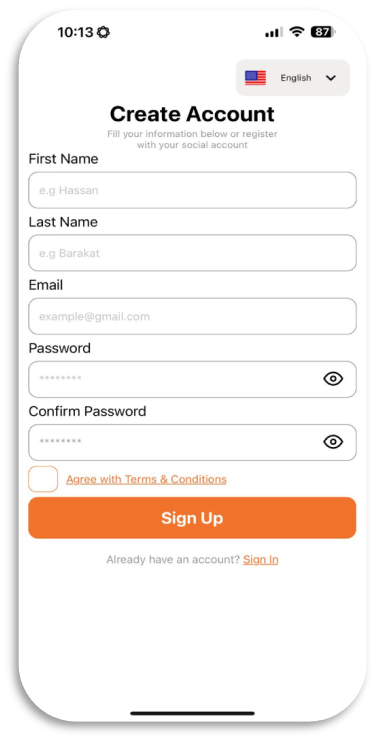 10:13
87
English
Create Account
Fill your information below or register
with your social account
First Name
e.g Hassan
Last Name
e.g Barakat
Email
example@gmail.com
Password
********
Confirm Password
********
Agree with Terms & Conditions
Sign Up
Already have an account? Sign In